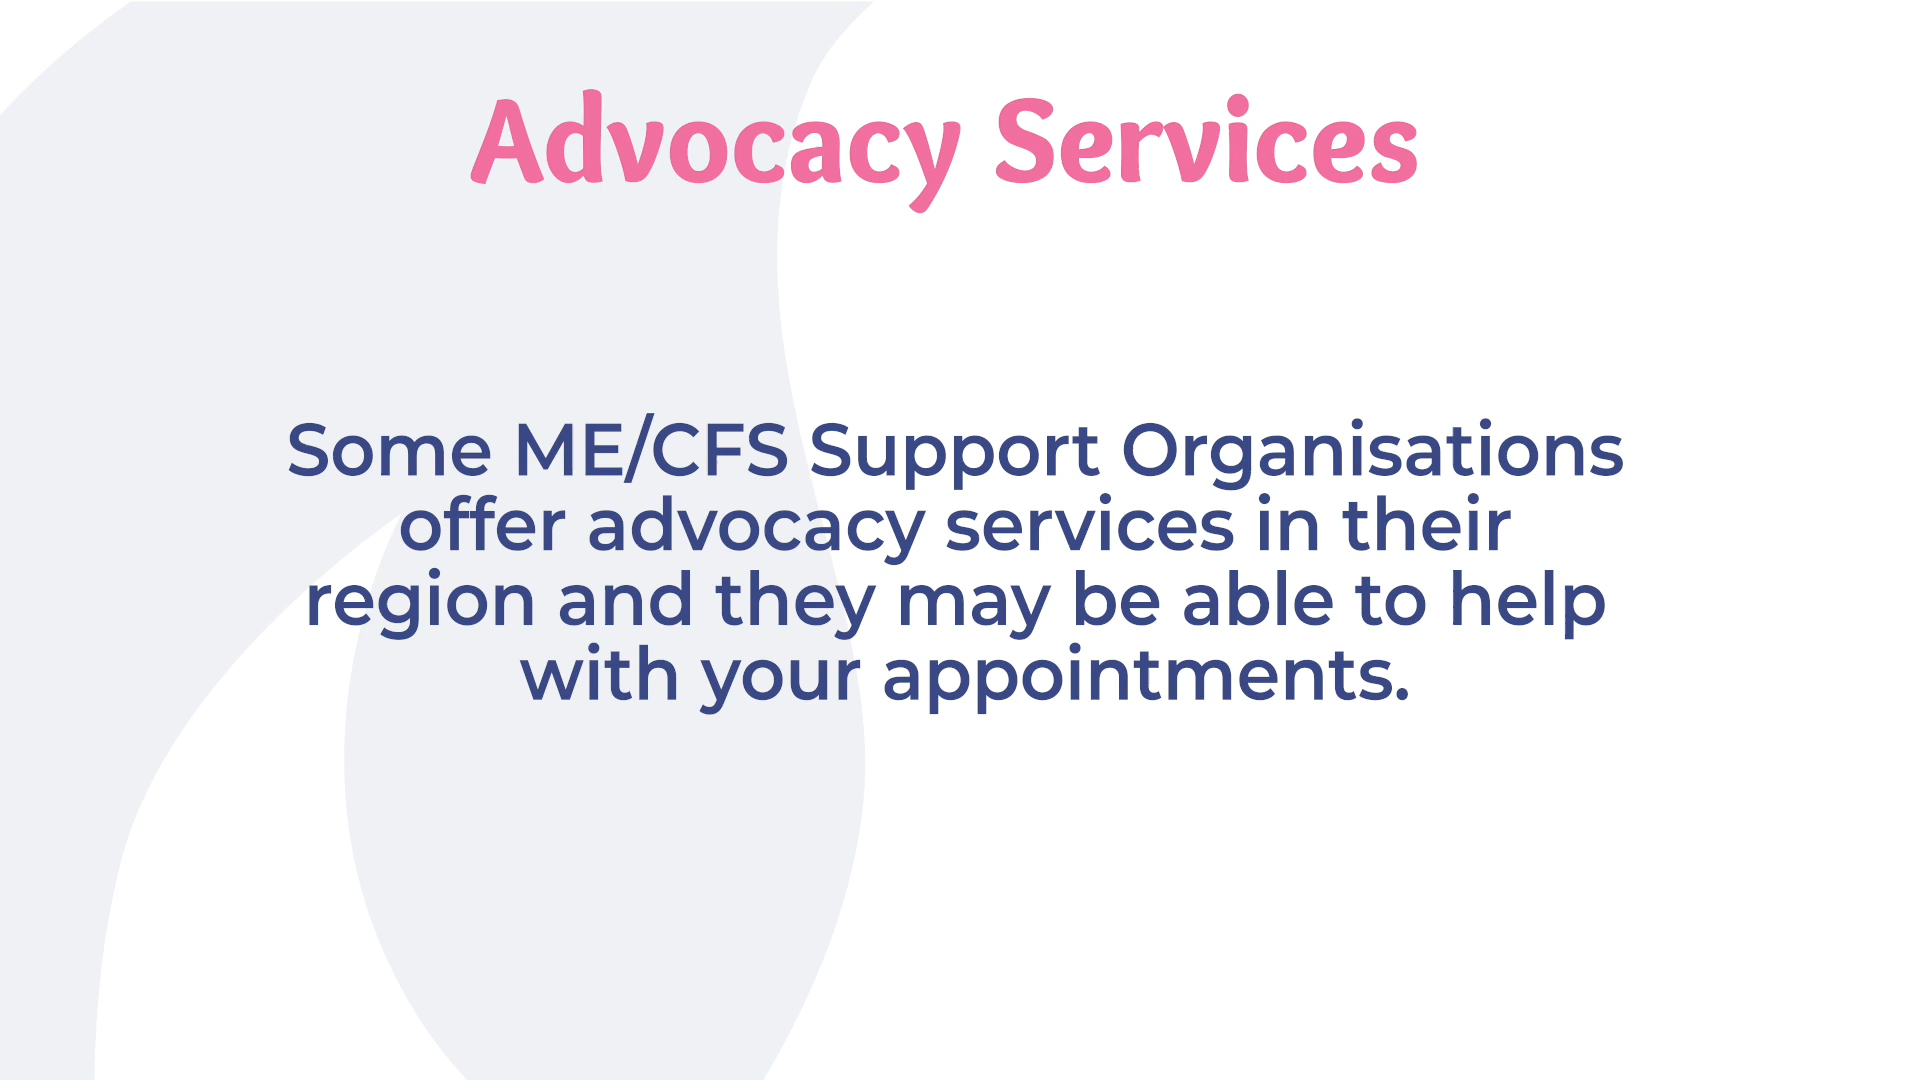 Advocacy Services
Some ME/CFS Support Organisations
offer advocacy services in their
region and they may be able to help
with your appointments.